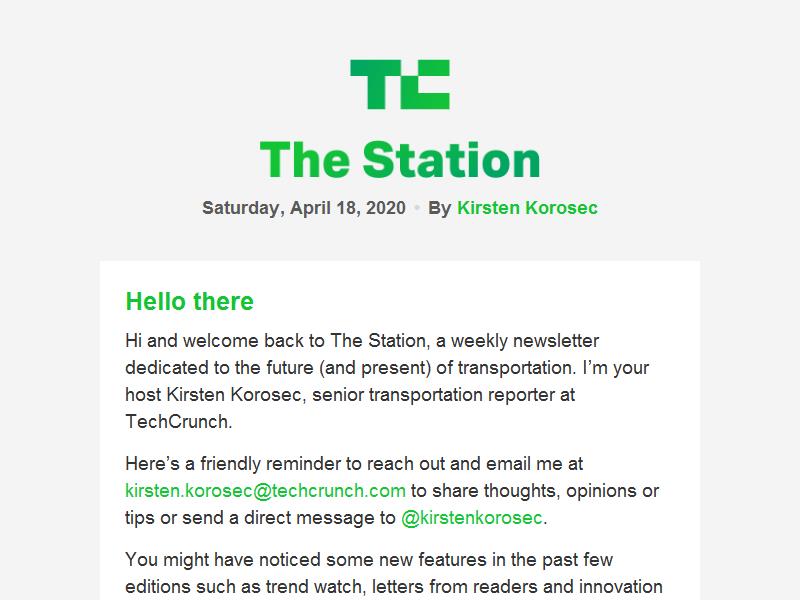 TC
The Station
Saturday, April 18, 2020 • By Kirsten Korosec
Hello there
Hi and welcome back to The Station, a weekly newsletter
dedicated to the future (and present) of transportation. I’m your
host Kirsten Korosec, senior transportation reporter at
TechCrunch.
Here’s a friendly reminder to reach out and email me at
kirsten.korosec@techcrunch.com to share thoughts, opinions or
tips or send a direct message to @kirstenkorosec.
You might have noticed some new features in the past few
editions such as trend watch, letters from readers and innovation